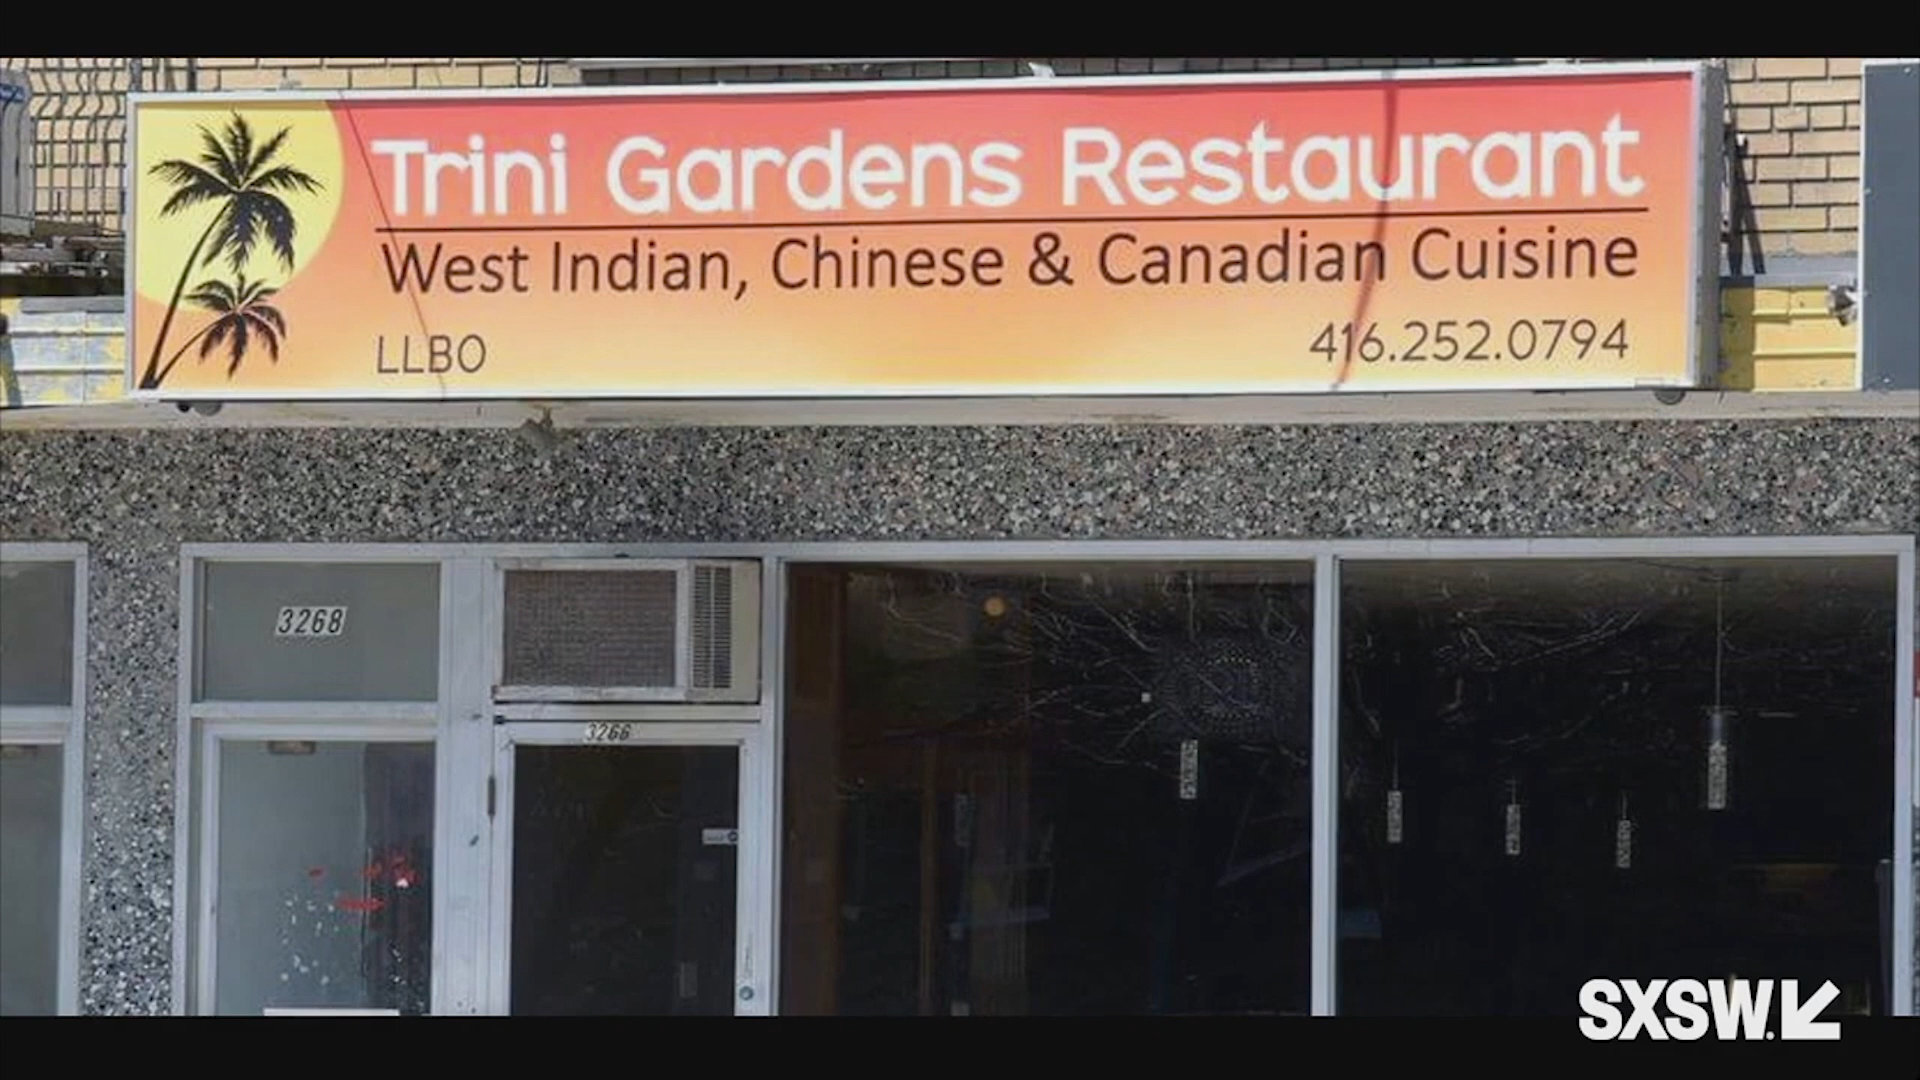 Trini Gardens Restaurant
West Indian, Chinese & Canadian Cuisine
LLBO 416.252.0794
3268
3266
SXSW.